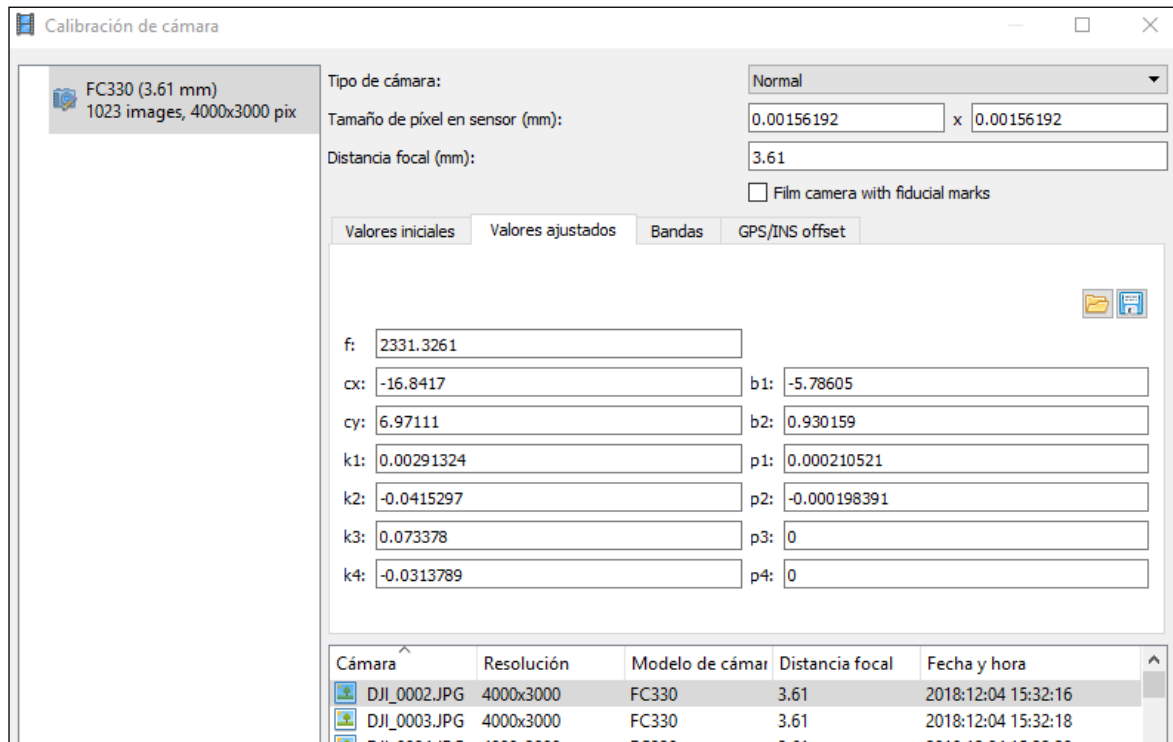 Calibración de cámara
FC330 (3.61 mm)
1023 images, 4000x3000 pix
Tipo de cámara: Normal
Tamaño de píxel en sensor (mm): 0.00156192 x 0.00156192
Distancia focal (mm): 3.61
Film camera with fiducial marks
Valores iniciales Valores ajustados Bandas GPS/INS offset
f: 2331.3261
cx: -16.8417 b1: -5.78605
cy: 6.97111 b2: 0.930159
k1: 0.00291324 p1: 0.000210521
k2: -0.0415297 p2: -0.000198391
k3: 0.073378 p3: 0
k4: -0.0313789 p4: 0
Cámara Resolución Modelo de cámar Distancia focal Fecha y hora
DJI_0002.JPG 4000x3000 FC330 3.61 2018:12:04 15:32:16
DJI_0003.JPG 4000x3000 FC330 3.61 2018:12:04 15:32:18